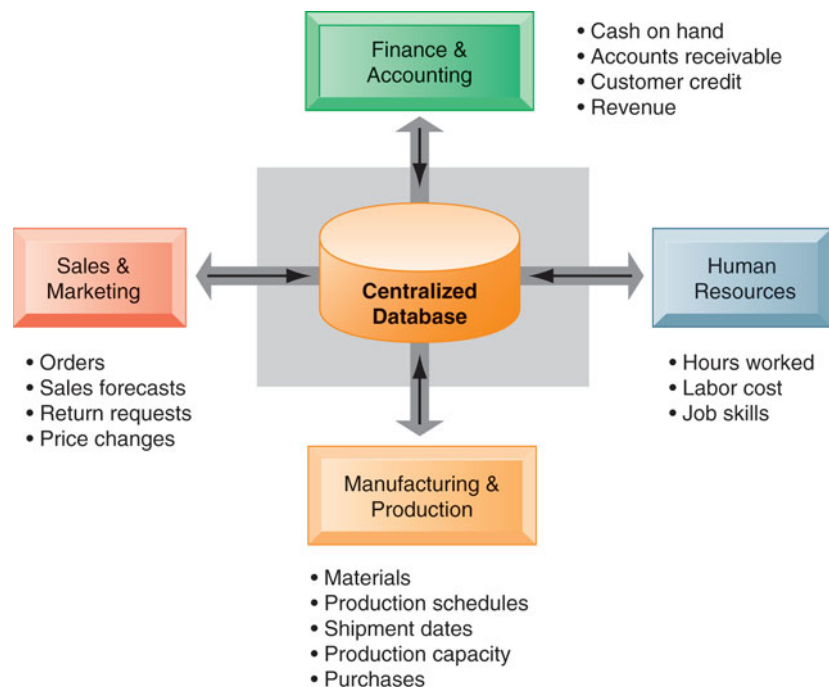 Finance &
Accounting
• Cash on hand
• Accounts receivable
• Customer credit
• Revenue
Sales &
Marketing
• Orders
• Sales forecasts
• Return requests
• Price changes
Centralized
Database
Human
Resources
• Hours worked
• Labor cost
• Job skills
Manufacturing &
Production
• Materials
• Production schedules
• Shipment dates
• Production capacity
• Purchases